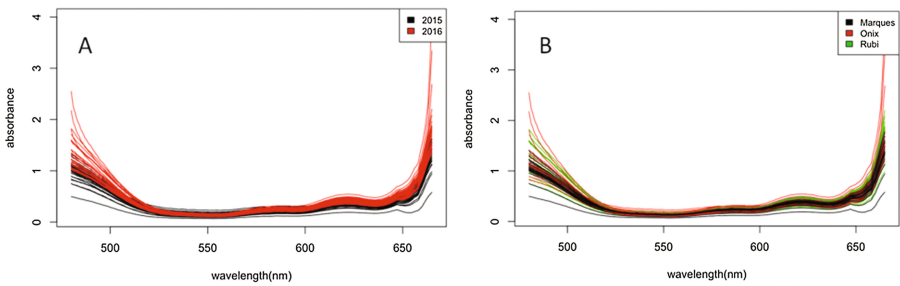 A
2015
2016
absorbance
4
3
2
1
0
500
550
600
650
wavelength(nm)
B
Marques
Onix
Rubi
absorbance
4
3
2
1
0
500
550
600
650
wavelength(nm)